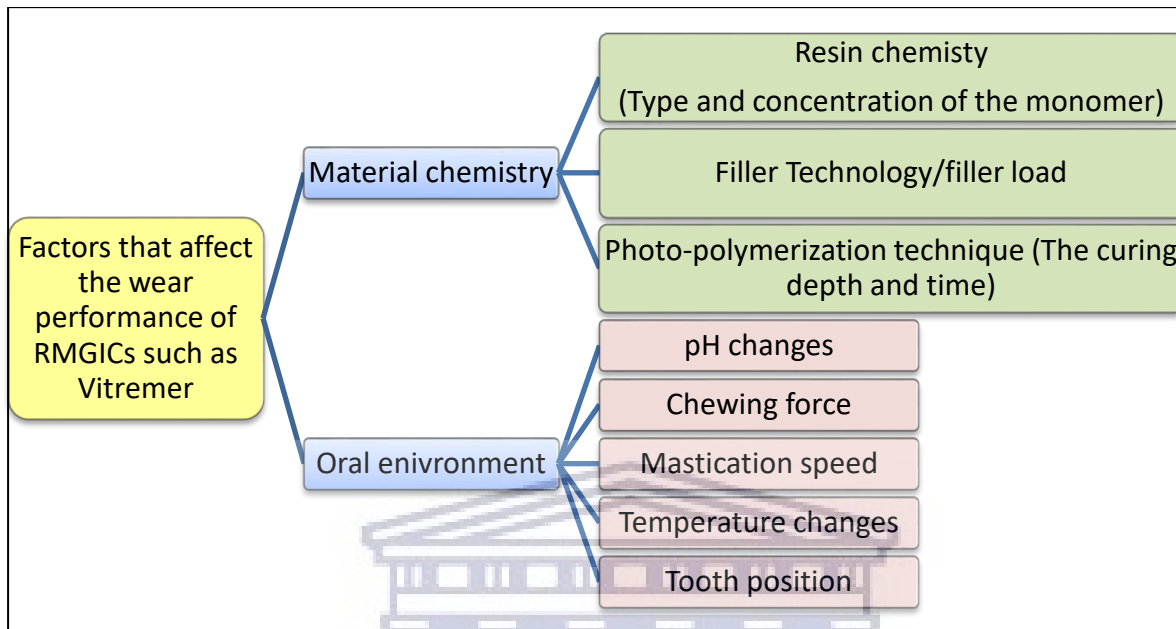 Factors that affect
the wear
performance of
RMGICs such as
Vitremer
Material chemistry
Resin chemisty
(Type and concentration of the monomer)
Filler Technology/filler load
Photo-polymerization technique (The curing
depth and time)
Oral enivronment
pH changes
Chewing force
Mastication speed
Temperature changes
Tooth position